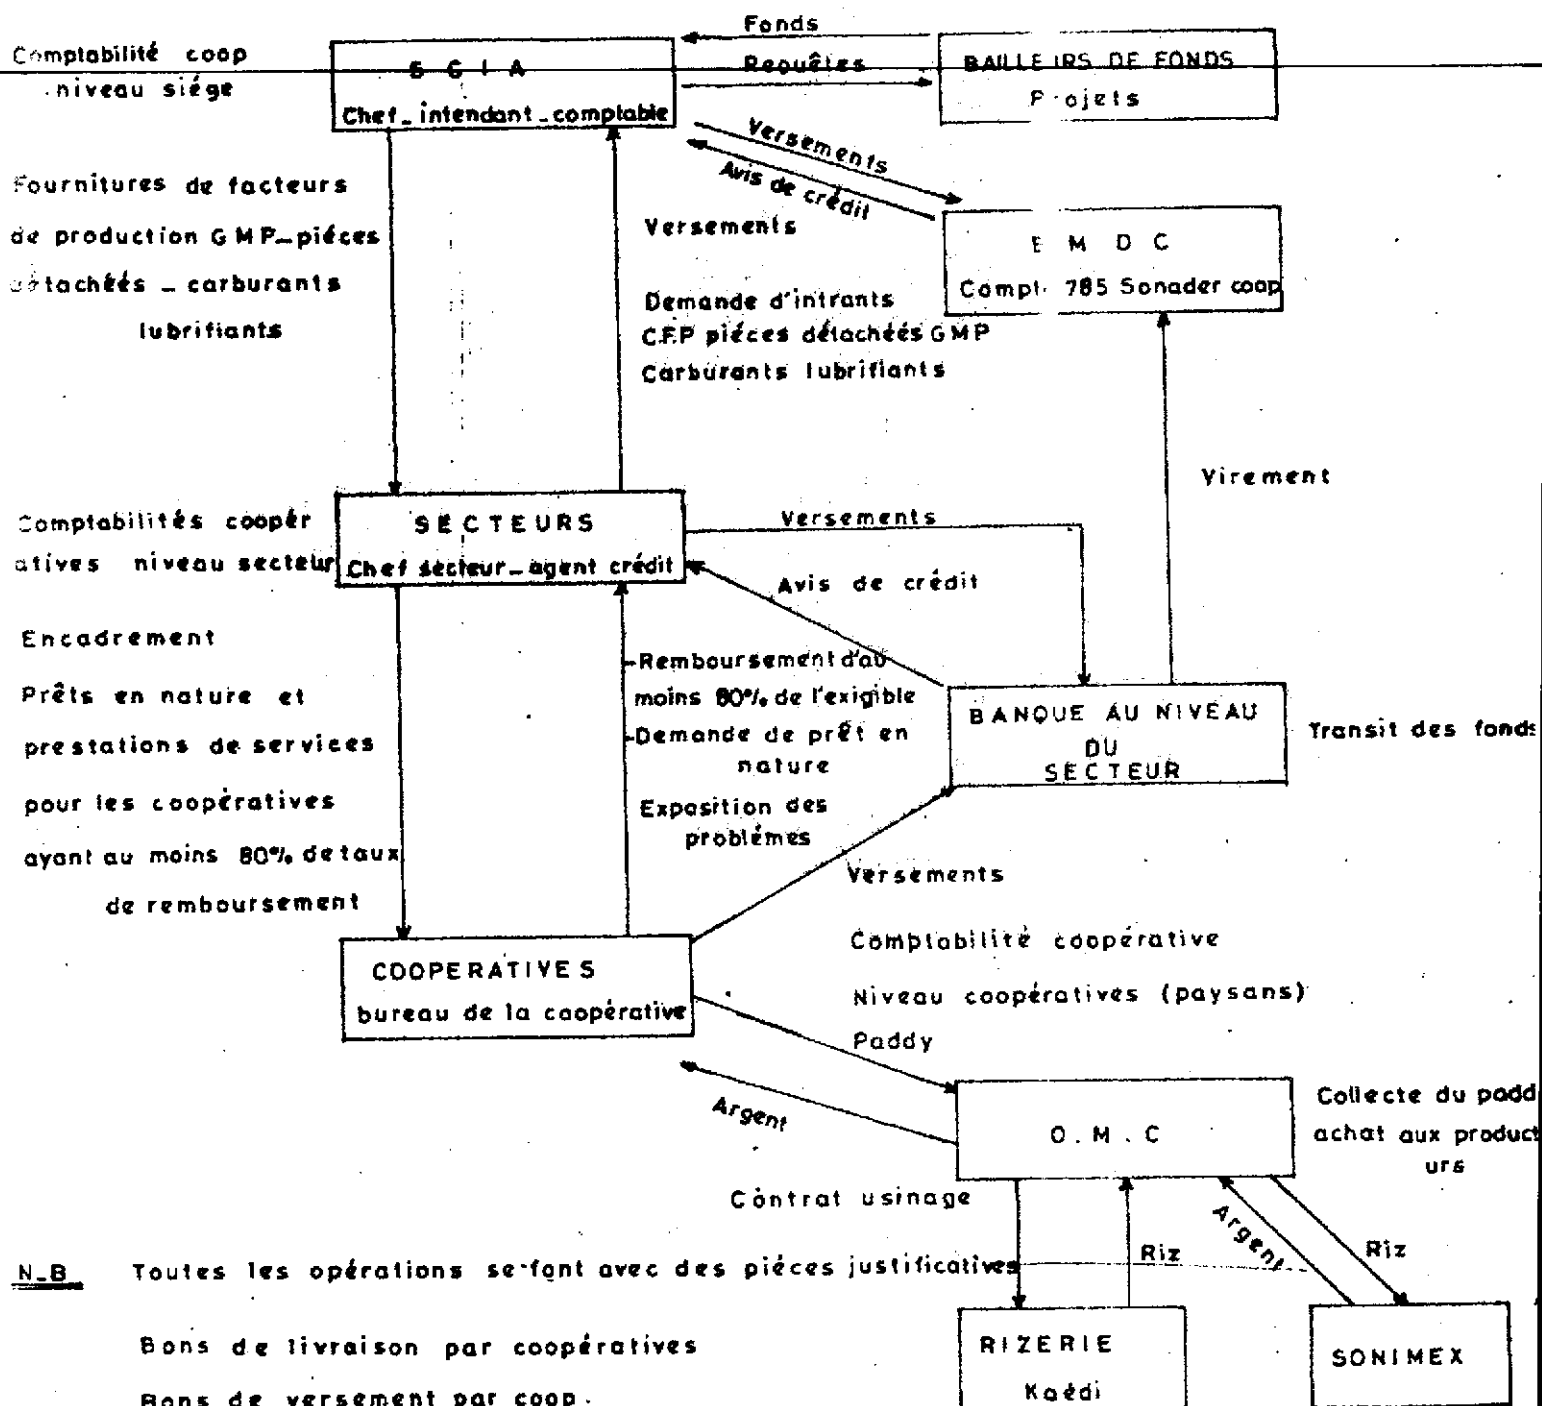 Fonds
Comptabilité coop
niveau siége
S C I A
Chef_intendant_comptable
Requêtes
BAILLEURS DE FONDS
Projets
Versements
Avis de crédit
Fournitures de facteurs
de production GMP_piéces
détachéés _ carburants
lubrifiants
Versements
Demande d'intrants
C.F.P piéces détachéés GMP
Carburants lubrifiants
E M D C
Compt. 785 Sonader coop
Virement
Comptabilités coopér
atives niveau secteur
SECTEURS
Chef secteur_agent crédit
Versements
Avis de crédit
Encadrement
Prêts en nature et
prestations de services
pour les coopératives
ayant au moins 80% de taux
de remboursement
-Remboursement d'au
moins 80% de l'exigible
-Demande de prêt en
nature
Exposition des
problémes
BANQUE AU NIVEAU
DU
SECTEUR
Transit des fonds
Versements
COOPERATIVES
bureau de la coopérative
Comptabilité coopérative
Niveau coopératives (paysans)
Paddy
Argent
O.M.C
Collecte du padd
achat aux product
urs
Contrat usinage
Riz
Argent
Riz
N_B Toutes les opérations se font avec des piéces justificatives
Bons de livraison par coopératives
Bons de versement par coop.
RIZERIE
Kaédi
SONIMEX